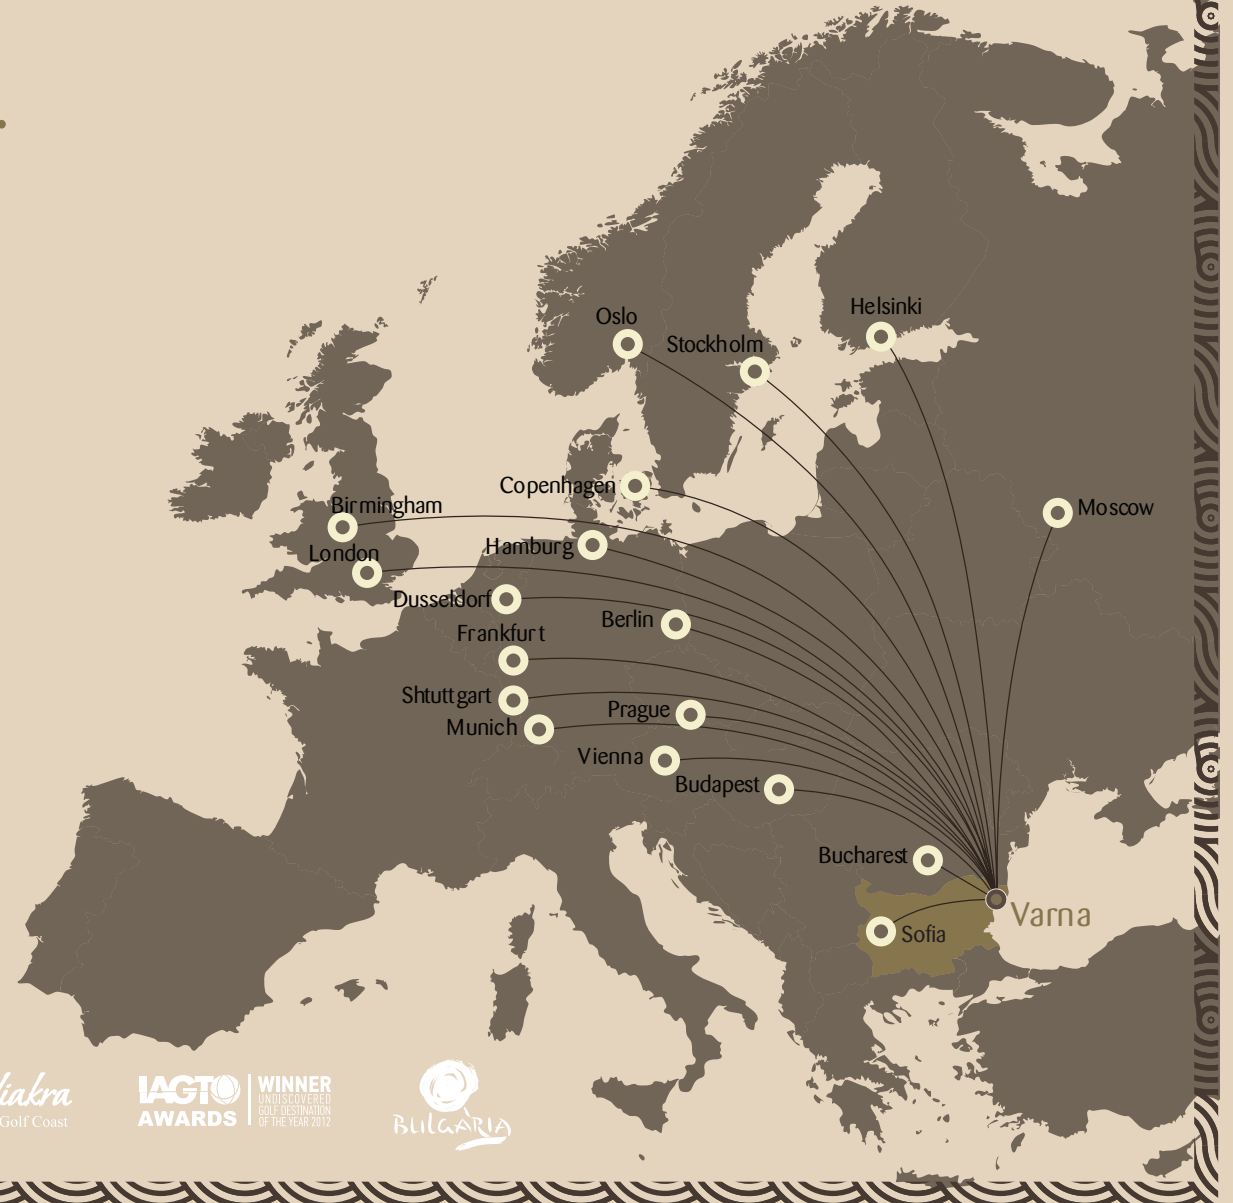 Helsinki
Oslo
Stockholm
Copenhagen
Birmingham
Moscow
Hamburg
London
Dusseldorf
Berlin
Frankfurt
Shtuttgart
Prague
Munich
Vienna
Budapest
Bucharest
Varna
Sofia
iakra
Golf Coast
IAGTO
AWARDS
WINNER
UNDISCOVERED
GOLF DESTINATION
OF THE YEAR 2012
BULGARIA